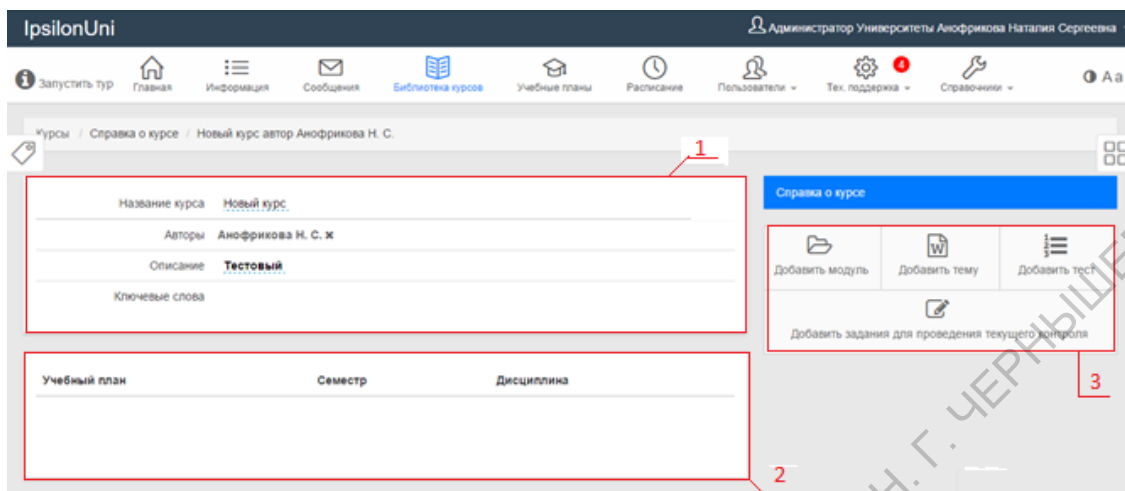 IpsilonUni
Администратор Университеты Анофрикова Наталия Сергеевна
Запустить тур Главная Информация Сообщения Библиотека курсов Учебные планы Расписание Пользователи Тех. поддержка 4 Справочники Aa
Курсы / Справка о курсе / Новый курс автор Анофрикова Н. С.
1
Название курса Новый курс
Авторы Анофрикова Н. С. ×
Описание Тестовый
Ключевые слова
Справка о курсе
Добавить модуль Добавить тему Добавить тест
Добавить задания для проведения текущего контроля
3
Учебный план Семестр Дисциплина
2
Н. Г. ЧЕРНЫШЕ